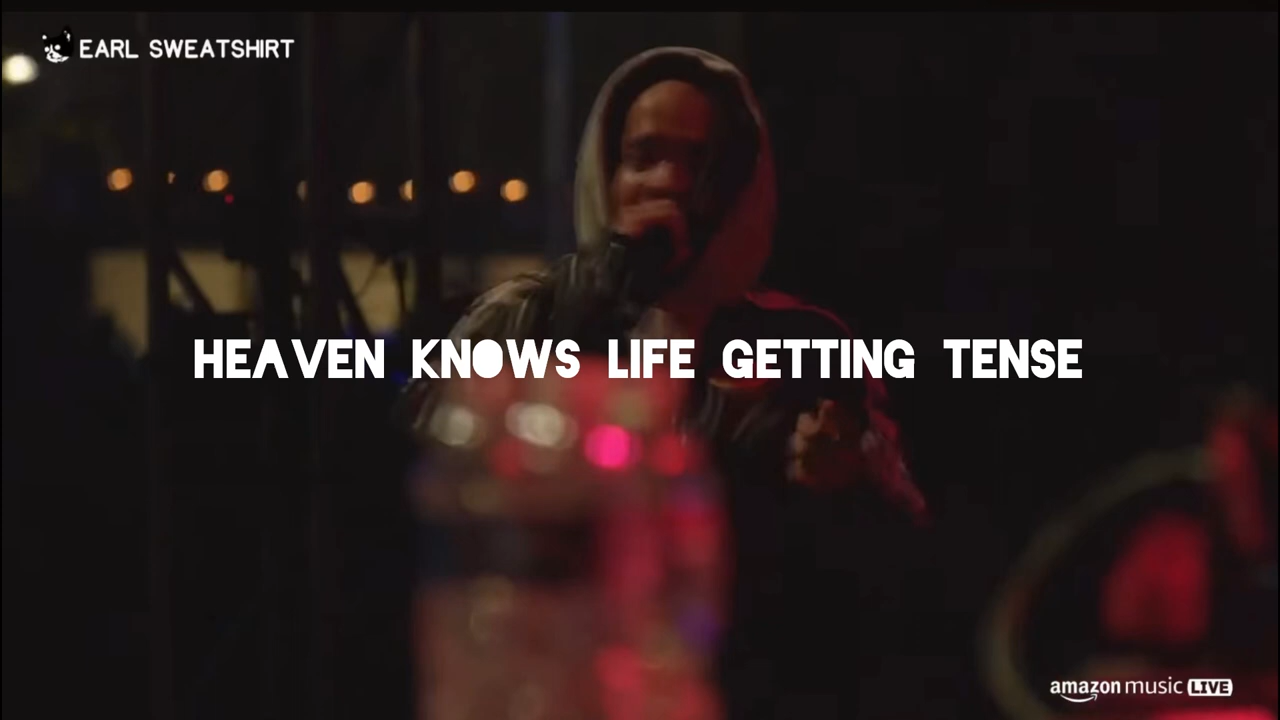 EARL SWEATSHIRT
HEAVEN KNOWS LIFE GETTING TENSE
amazon music LIVE